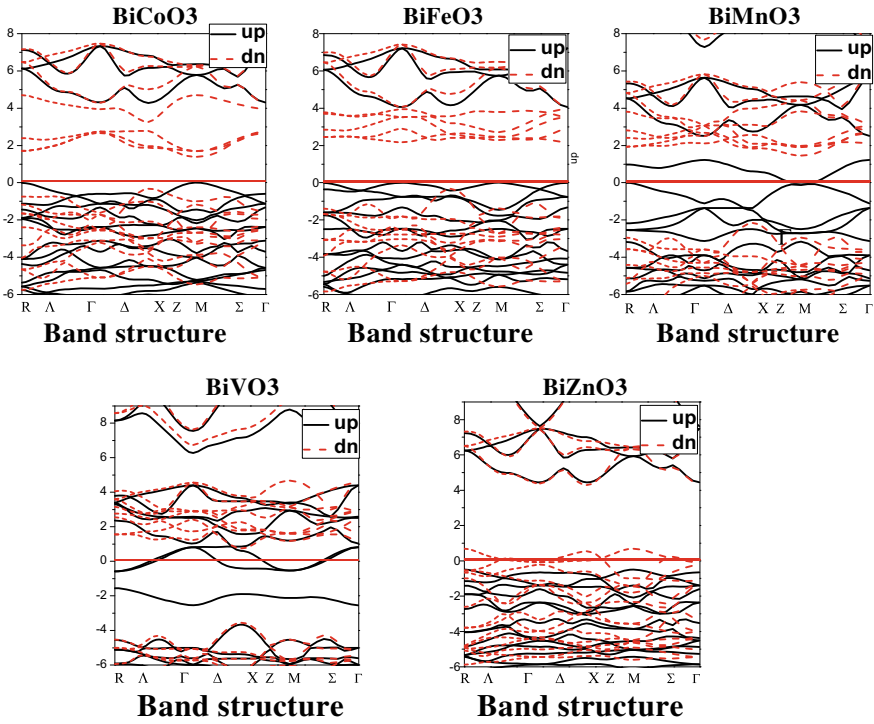 BiCoO3
8
6
4
2
0
-2
-4
-6
up
dn
R Λ Γ Δ X Z M Σ Γ
Band structure
BiFeO3
8
6
4
2
0
-2
-4
-6
up
dn
dn
R Λ Γ Δ X Z M Σ Γ
Band structure
BiMnO3
8
6
4
2
0
-2
-4
-6
up
dn
Γ
R Λ Γ Δ X Z M Σ Γ
Band structure
BiVO3
8
6
4
2
0
-2
-4
-6
up
dn
R Λ Γ Δ X Z M Σ Γ
Band structure
BiZnO3
8
6
4
2
0
-2
-4
-6
up
dn
R Λ Γ Δ X Z M Σ Γ
Band structure